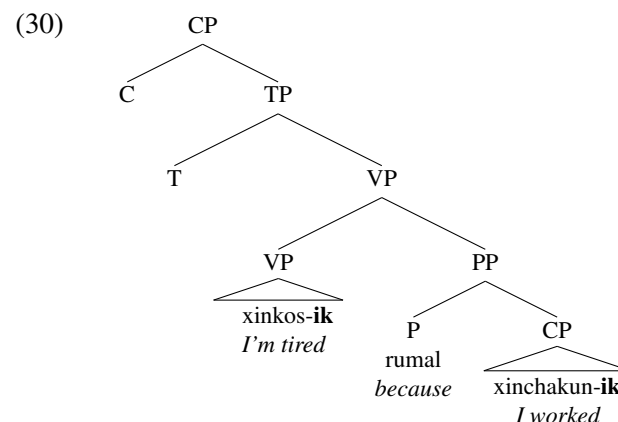 (30)
CP
C TP
T VP
VP PP
xinkos-ik P CP
I'm tired rumal xinchakun-ik
because I worked